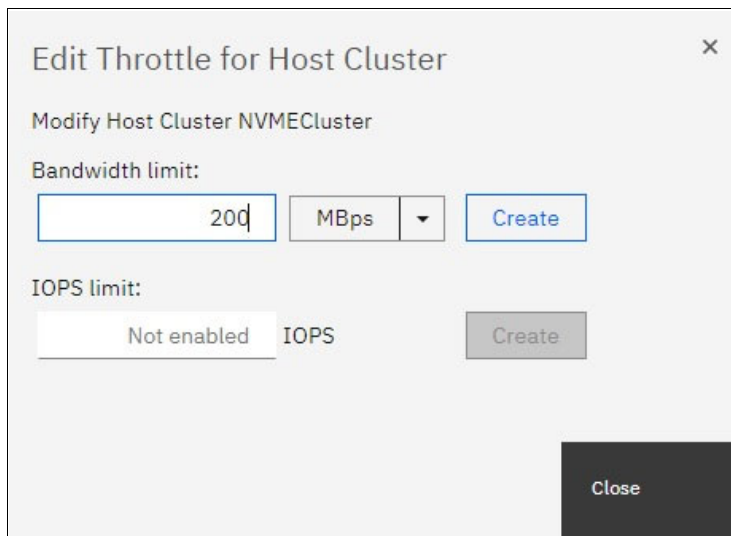 Edit Throttle for Host Cluster
Modify Host Cluster NVMECluster
Bandwidth limit:
200 MBps Create
IOPS limit:
Not enabled IOPS Create
Close